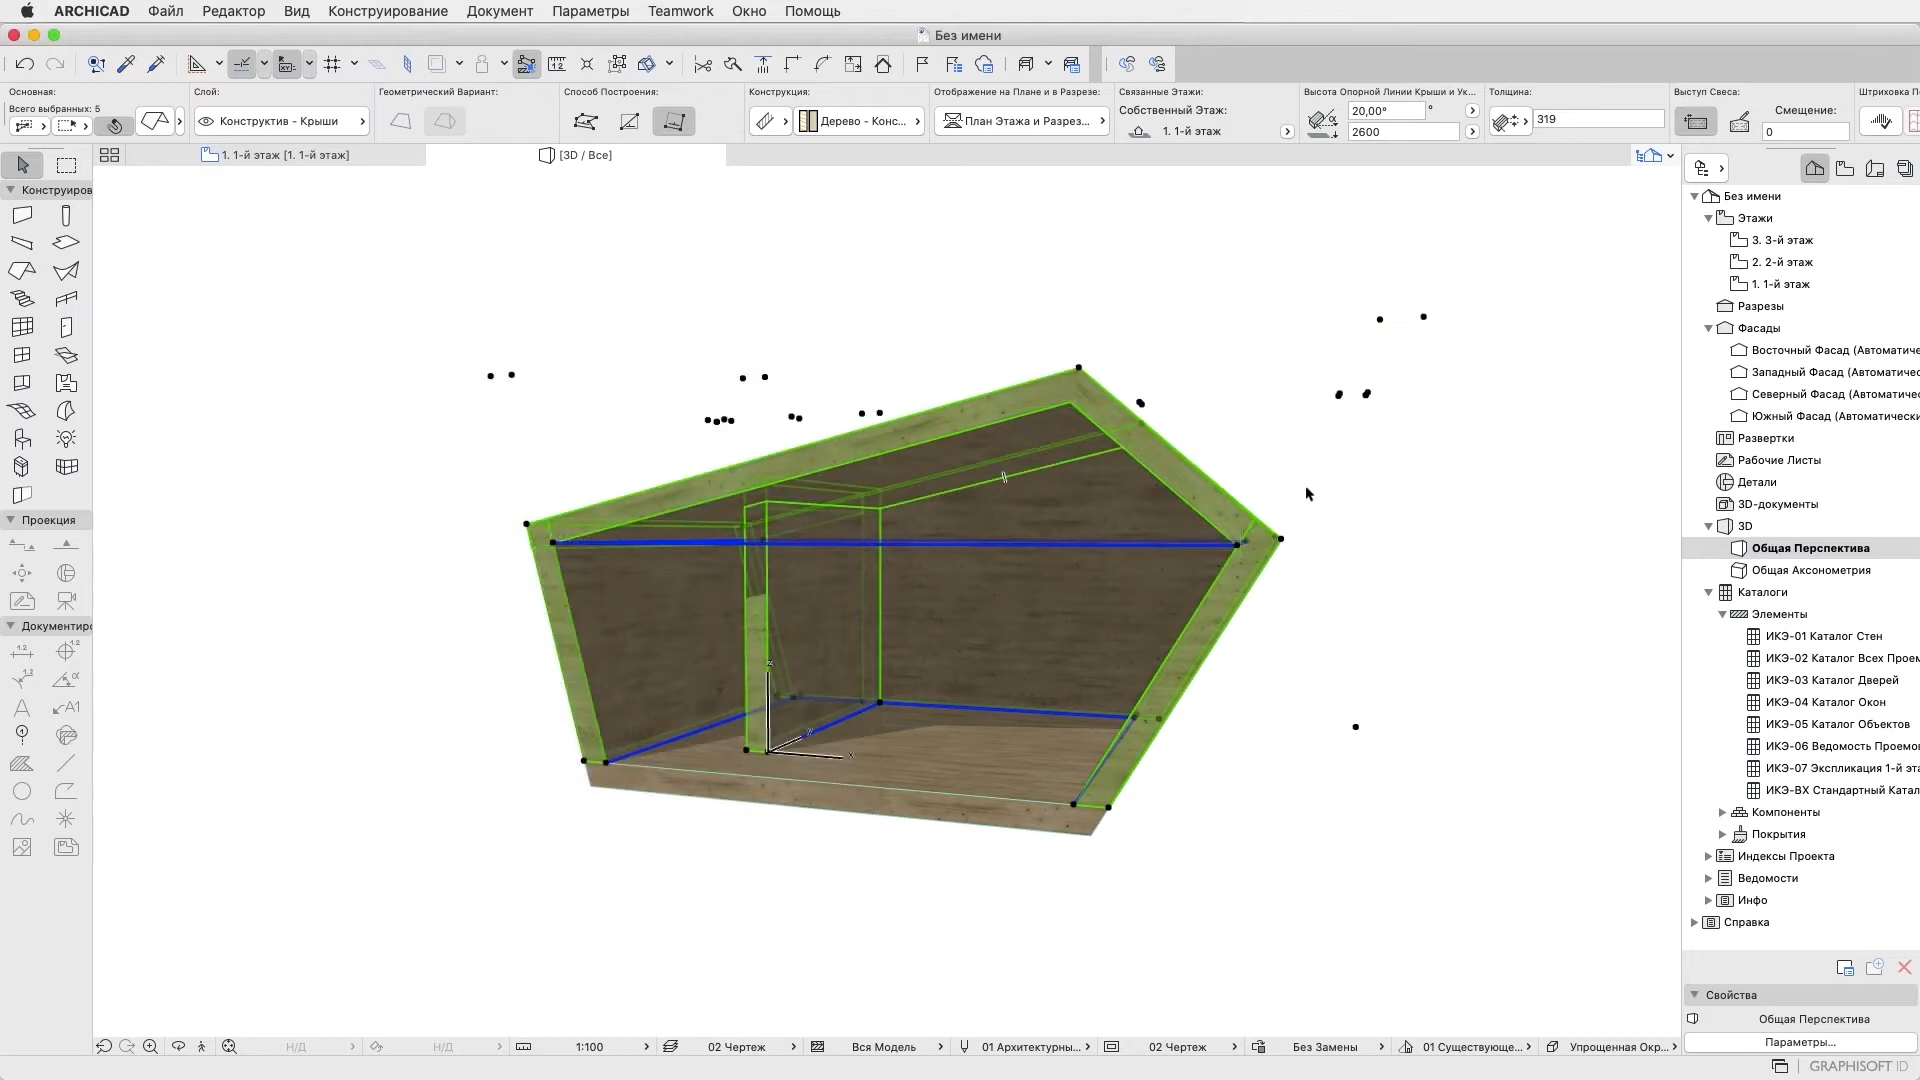 ARCHICAD Файл Редактор Вид Конструирование Документ Параметры Teamwork Окно Помощь
Без имени
Основная:
Всего выбранных: 5
Слой:
Конструктив - Крыши
Геометрический Вариант:
Способ Построения:
Конструкция:
Дерево - Конс...
Отображение на Плане и в Разрезе:
План Этажа и Разрез...
Связанные Этажи:
Собственный Этаж:
1. 1-й этаж
Высота Опорной Линии Крыши и Ук...
20,00°
2600
Толщина:
319
Выступ Свеса:
Смещение:
0
Штриховка По
1. 1-й этаж [1. 1-й этаж]
[3D / Все]
Конструиров
Проекция
Документиро
Без имени
Этажи
3. 3-й этаж
2. 2-й этаж
1. 1-й этаж
Разрезы
Фасады
Восточный Фасад (Автоматиче
Западный Фасад (Автоматичес
Северный Фасад (Автоматичес
Южный Фасад (Автоматически
Развертки
Рабочие Листы
Детали
3D-документы
3D
Общая Перспектива
Общая Аксонометрия
Каталоги
Элементы
ИКЭ-01 Каталог Стен
ИКЭ-02 Каталог Всех Проем
ИКЭ-03 Каталог Дверей
ИКЭ-04 Каталог Окон
ИКЭ-05 Каталог Объектов
ИКЭ-06 Ведомость Проемов
ИКЭ-07 Экспликация 1-й эта
ИКЭ-ВХ Стандартный Катал
Компоненты
Покрытия
Индексы Проекта
Ведомости
Инфо
Справка
Свойства
Общая Перспектива
Параметры...
Н/Д Н/Д 1:100 02 Чертеж Вся Модель 01 Архитектурны... 02 Чертеж Без Замены 01 Существующе... Упрощенная Окр...
GRAPHISOFT ID